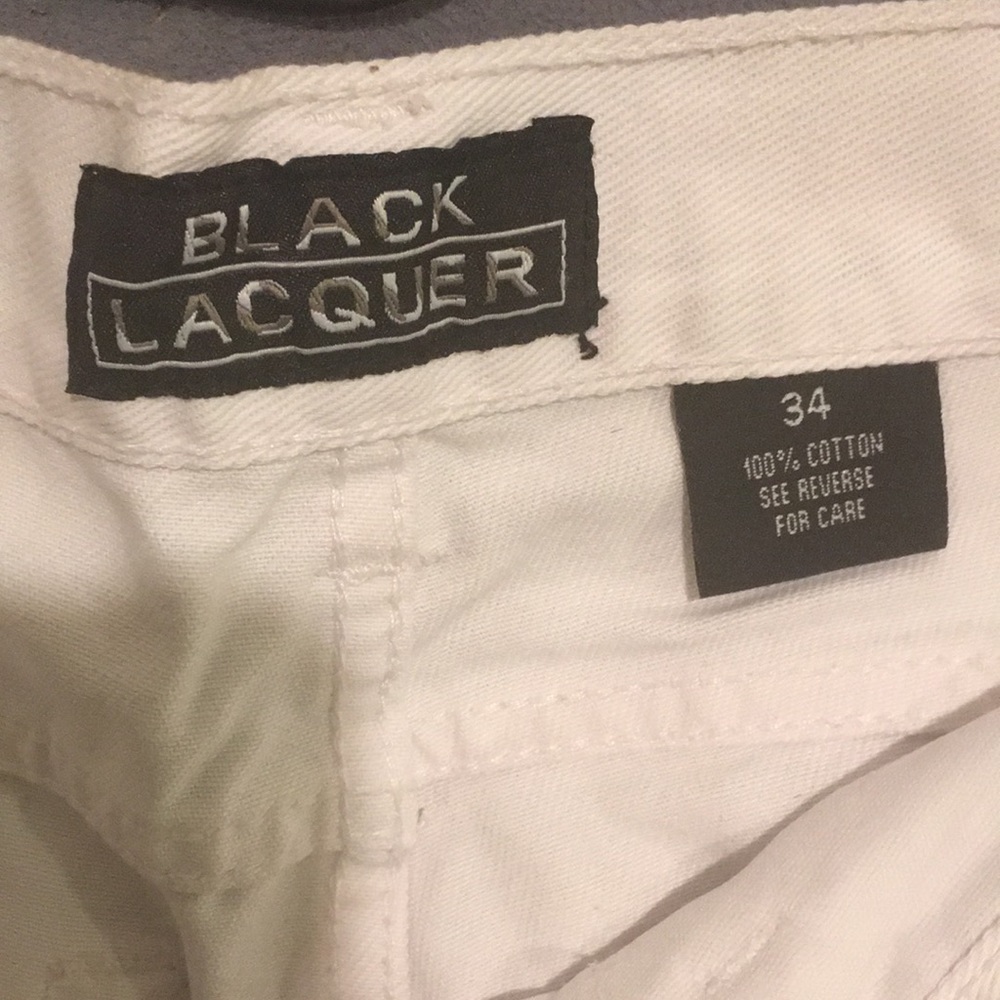 BLACK
LACQUER
34
100% COTTON
SEE REVERSE
FOR CARE